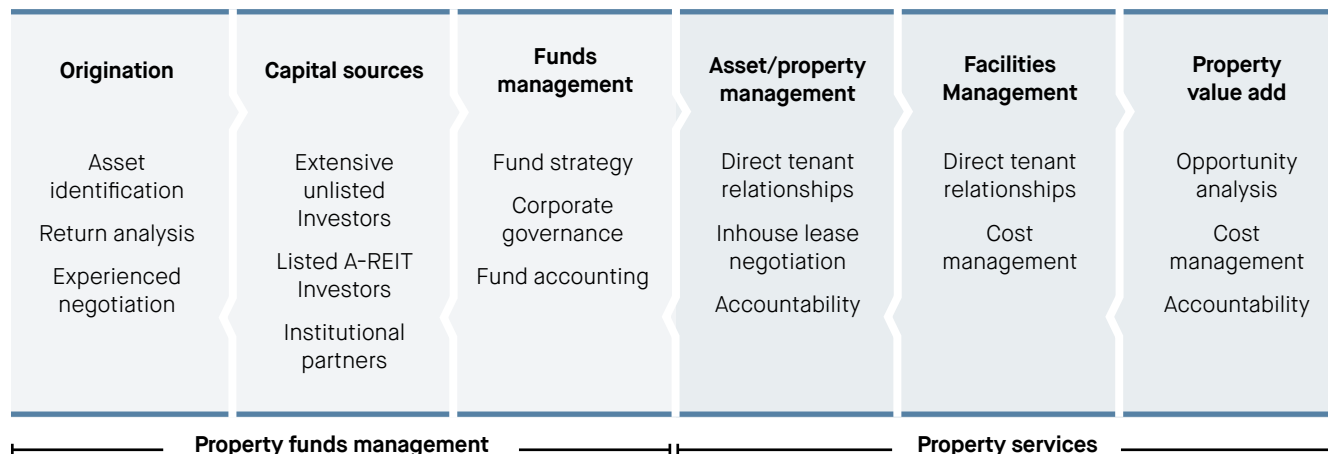 Origination
Asset
identification
Return analysis
Experienced
negotiation
Capital sources
Extensive
unlisted
Investors
Listed A-REIT
Investors
Institutional
partners
Funds
management
Fund strategy
Corporate
governance
Fund accounting
Asset/property
management
Direct tenant
relationships
Inhouse lease
negotiation
Accountability
Facilities
Management
Direct tenant
relationships
Cost
management
Property
value add
Opportunity
analysis
Cost
management
Accountability
Property funds management
Property services